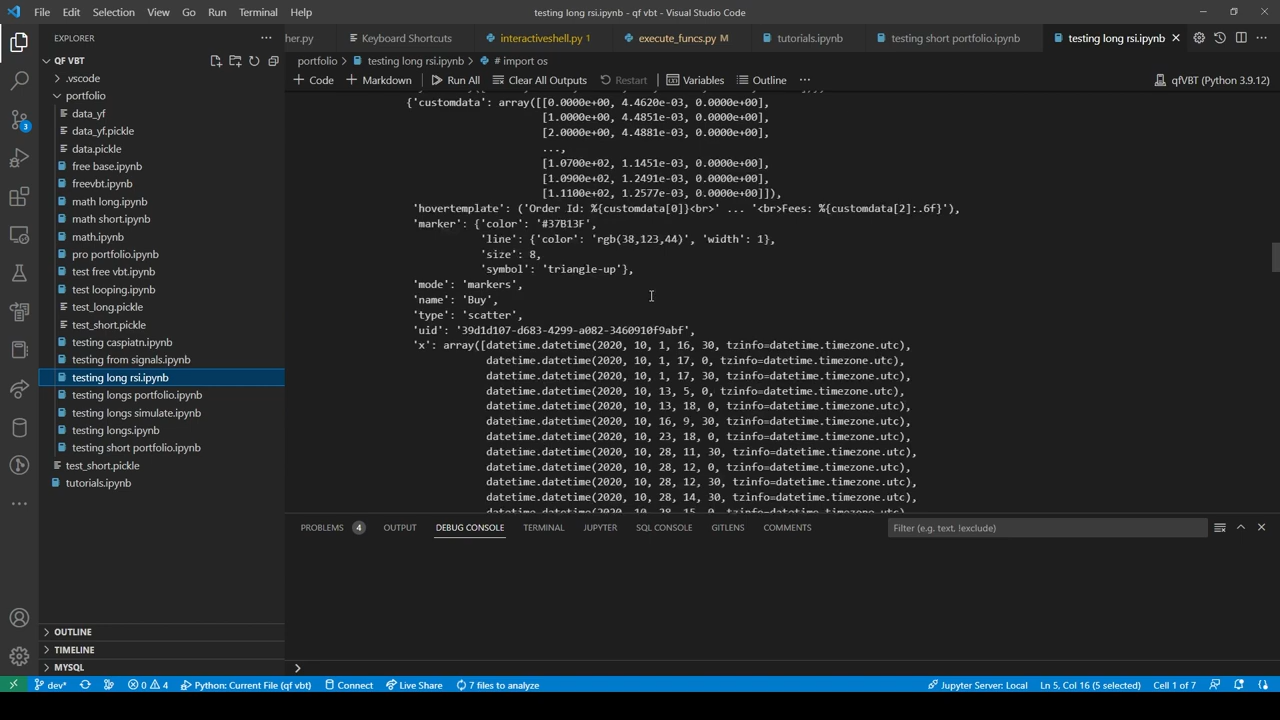 File Edit Selection View Go Run Terminal Help
testing long rsi.ipynb - qf vbt - Visual Studio Code
EXPLORER
her.py Keyboard Shortcuts interactiveshell.py 1 execute_funcs.py M tutorials.ipynb testing short portfolio.ipynb testing long rsi.ipynb
QF VBT
portfolio > testing long rsi.ipynb > # import os
+ Code + Markdown Run All Clear All Outputs Restart Variables Outline ... qfVBT (Python 3.9.12)
.vscode
portfolio
data_yf
data_yf.pickle
data.pickle
free base.ipynb
freevbt.ipynb
math long.ipynb
math short.ipynb
math.ipynb
pro portfolio.ipynb
test free vbt.ipynb
test looping.ipynb
test_long.pickle
test_short.pickle
testing caspiatn.ipynb
testing from signals.ipynb
testing long rsi.ipynb
testing longs portfolio.ipynb
testing longs simulate.ipynb
testing longs.ipynb
testing short portfolio.ipynb
test_short.pickle
tutorials.ipynb
OUTLINE
TIMELINE
MYSQL
{'customdata': array([[0.0000e+00, 4.4620e-03, 0.0000e+00],
[1.0000e+00, 4.4851e-03, 0.0000e+00],
[2.0000e+00, 4.4881e-03, 0.0000e+00],
...,
[1.0700e+02, 1.1451e-03, 0.0000e+00],
[1.0900e+02, 1.2491e-03, 0.0000e+00],
[1.1100e+02, 1.2577e-03, 0.0000e+00]]),
'hovertemplate': ('Order Id: %{customdata[0]}<br>' ... '<br>Fees: %{customdata[2]:.6f}'),
'marker': {'color': '#37B13F',
'line': {'color': 'rgb(38,123,44)', 'width': 1},
'size': 8,
'symbol': 'triangle-up'},
'mode': 'markers',
'name': 'Buy',
'type': 'scatter',
'uid': '39d1d107-d683-4299-a082-3460910f9abf',
'x': array([datetime.datetime(2020, 10, 1, 16, 30, tzinfo=datetime.timezone.utc),
datetime.datetime(2020, 10, 1, 17, 0, tzinfo=datetime.timezone.utc),
datetime.datetime(2020, 10, 1, 17, 30, tzinfo=datetime.timezone.utc),
datetime.datetime(2020, 10, 13, 5, 0, tzinfo=datetime.timezone.utc),
datetime.datetime(2020, 10, 13, 18, 0, tzinfo=datetime.timezone.utc),
datetime.datetime(2020, 10, 16, 9, 30, tzinfo=datetime.timezone.utc),
datetime.datetime(2020, 10, 23, 18, 0, tzinfo=datetime.timezone.utc),
datetime.datetime(2020, 10, 28, 11, 30, tzinfo=datetime.timezone.utc),
datetime.datetime(2020, 10, 28, 12, 0, tzinfo=datetime.timezone.utc),
datetime.datetime(2020, 10, 28, 12, 30, tzinfo=datetime.timezone.utc),
datetime.datetime(2020, 10, 28, 14, 30, tzinfo=datetime.timezone.utc),
datetime.datetime(2020, 10, 28, 15, 0, tzinfo=datetime.timezone.utc),
PROBLEMS 4 OUTPUT DEBUG CONSOLE TERMINAL JUPYTER SQL CONSOLE GITLENS COMMENTS
Filter (e.g. text, !exclude)
3
dev* 0 4 Python: Current File (qf vbt) Connect Live Share 7 files to analyze Jupyter Server: Local Ln 5, Col 16 (5 selected) Cell 1 of 7